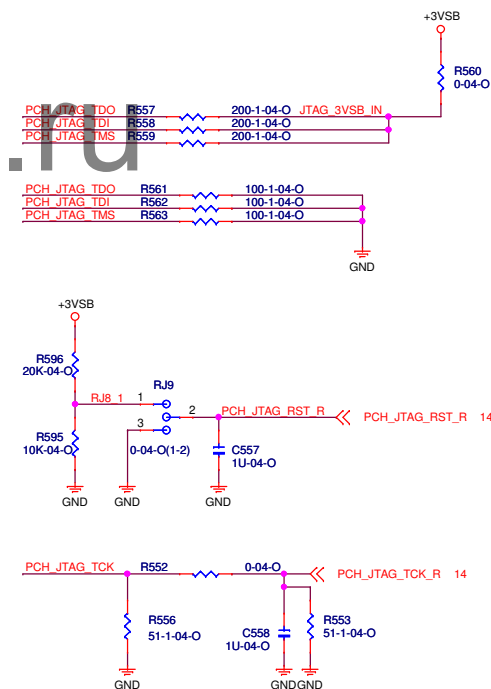 +3VSB
R560
0-04-O
PCH_JTAG_TDO R557 200-1-04-O JTAG_3VSB_IN
PCH_JTAG_TDI R558 200-1-04-O
PCH_JTAG_TMS R559 200-1-04-O
.ru
PCH_JTAG_TDO R561 100-1-04-O
PCH_JTAG_TDI R562 100-1-04-O
PCH_JTAG_TMS R563 100-1-04-O
GND
+3VSB
R596
20K-04-O
RJ9
RJ8_1 1
2 PCH_JTAG_RST_R PCH_JTAG_RST_R 14
3
R595
10K-04-O
0-04-O(1-2)
C557
1U-04-O
GND GND GND
PCH_JTAG_TCK R552 0-04-O PCH_JTAG_TCK_R 14
R556
51-1-04-O
C558
1U-04-O
R553
51-1-04-O
GND GND GND